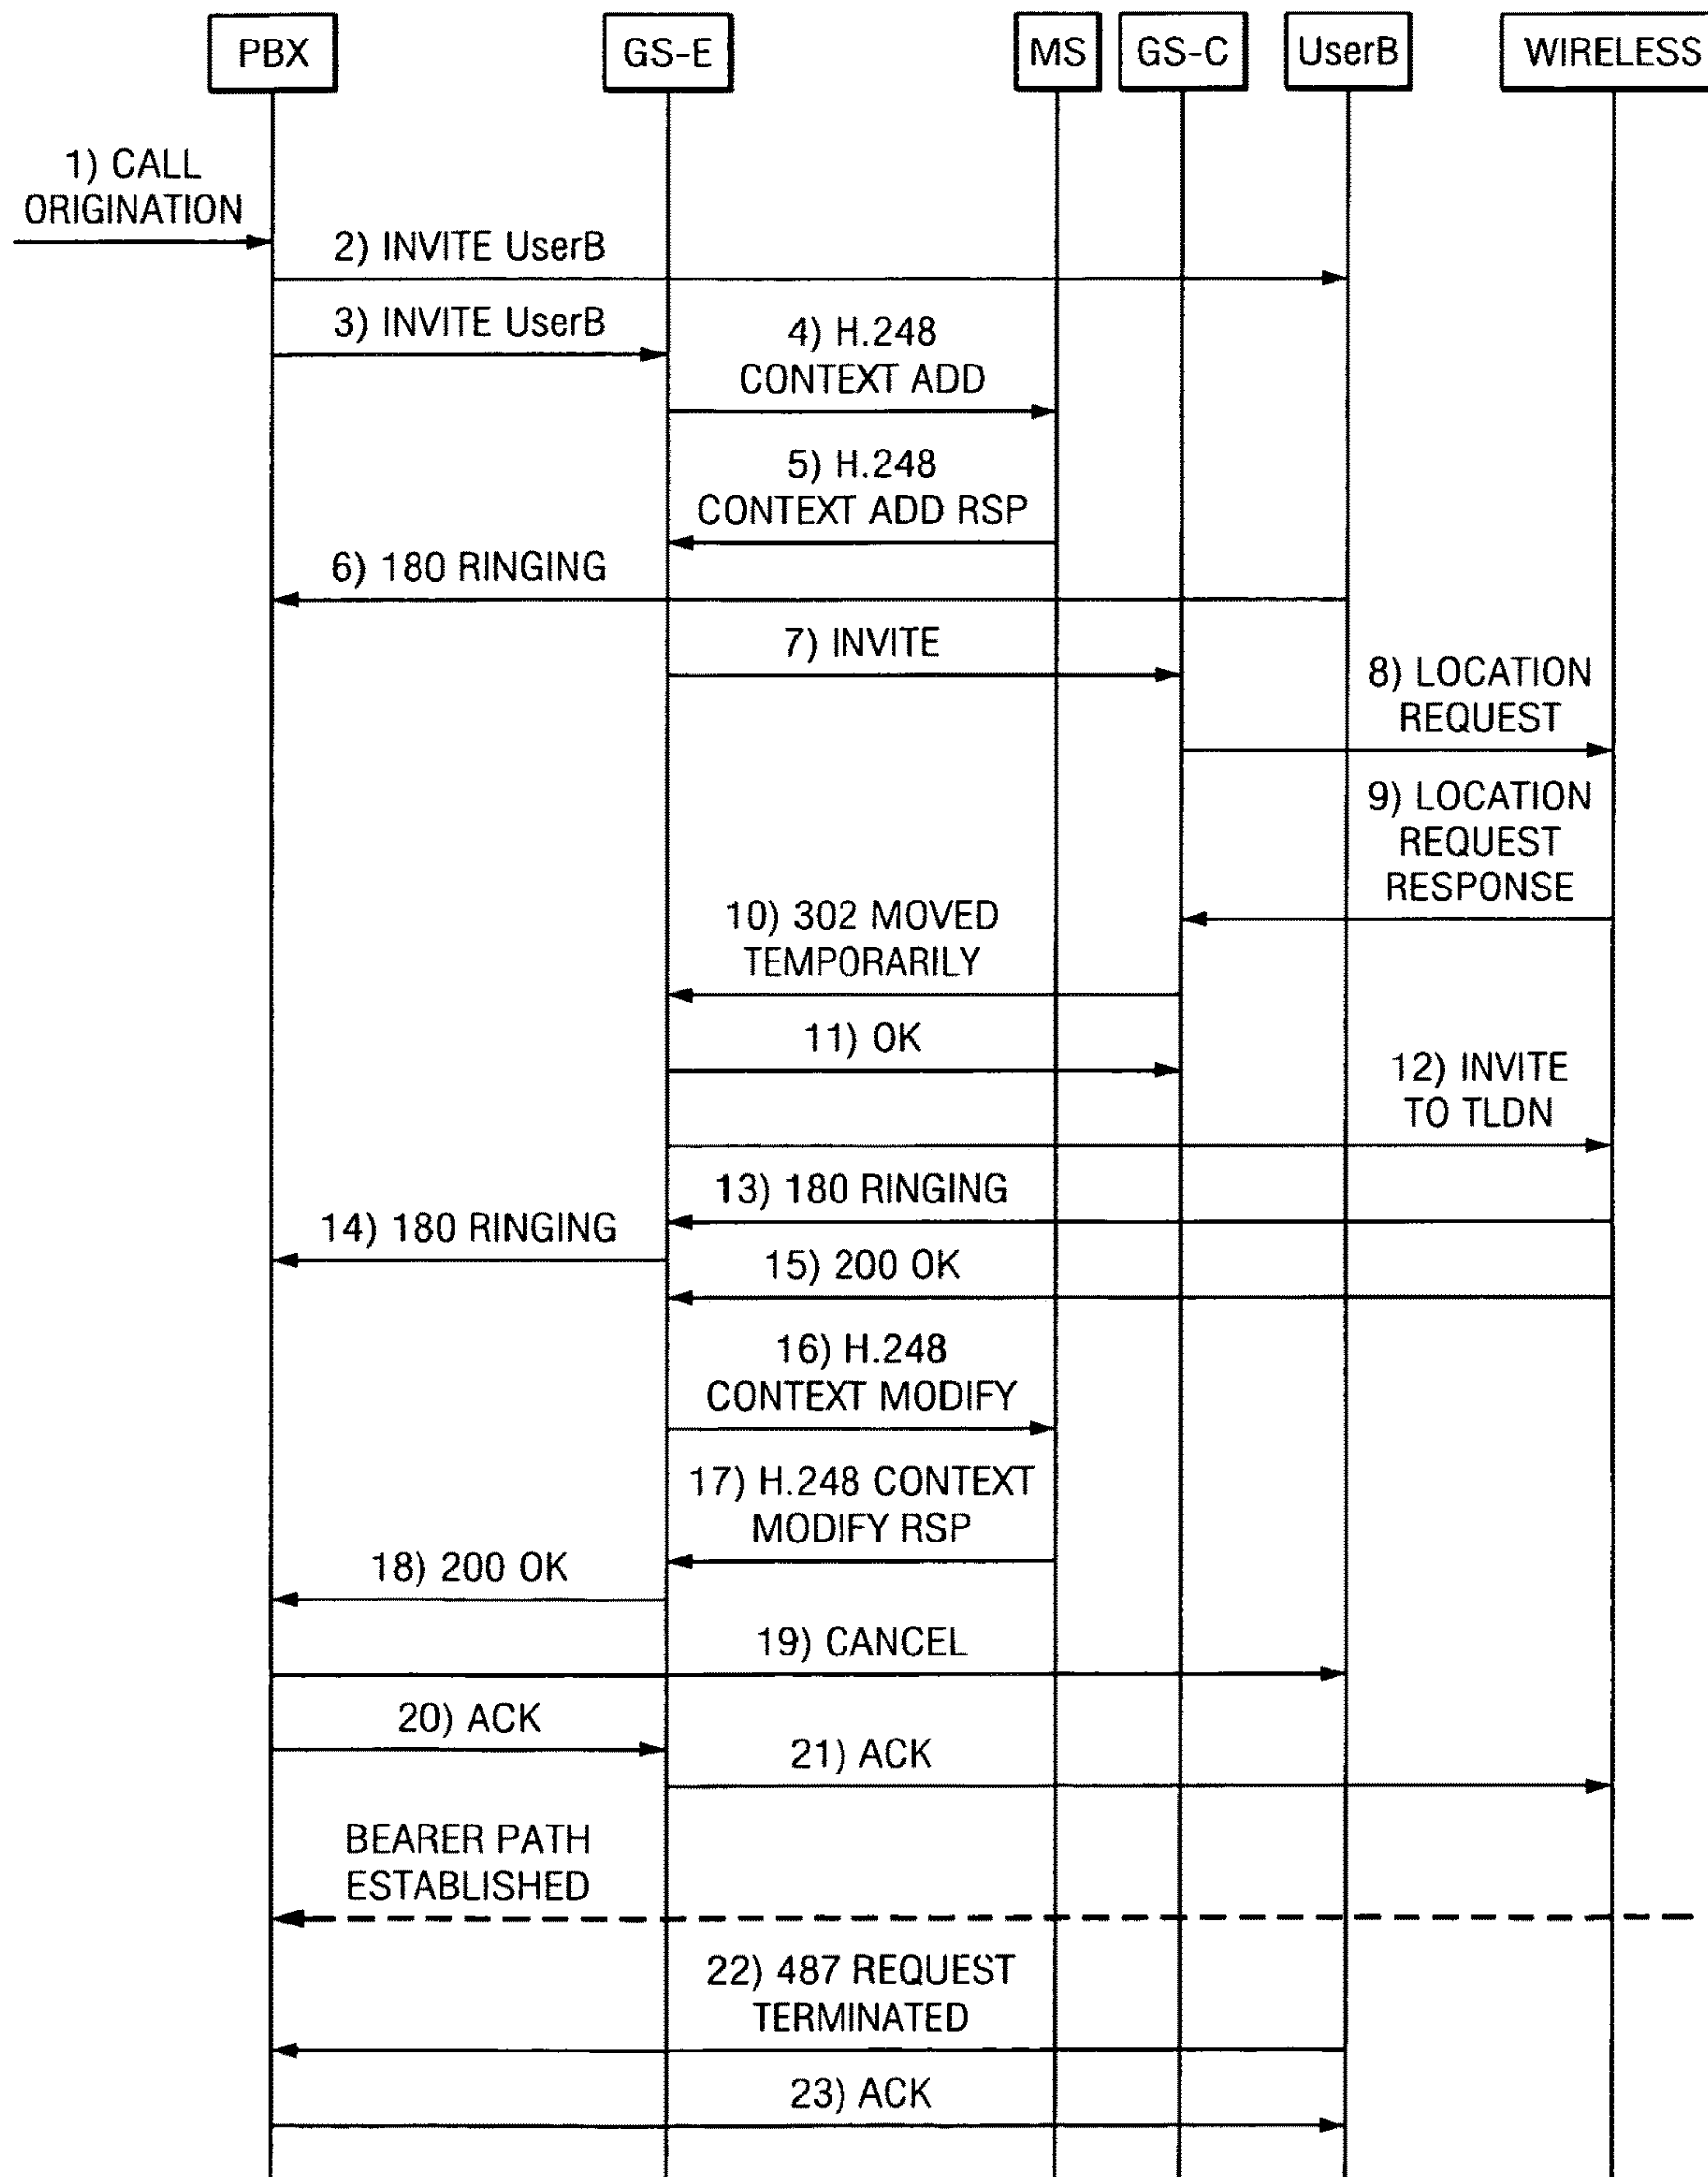 PBX
GS-E
MS
GS-C
UserB
WIRELESS
1) CALL
ORIGINATION
2) INVITE UserB
3) INVITE UserB
4) H.248
CONTEXT ADD
5) H.248
CONTEXT ADD RSP
6) 180 RINGING
7) INVITE
8) LOCATION
REQUEST
9) LOCATION
REQUEST
RESPONSE
10) 302 MOVED
TEMPORARILY
11) OK
12) INVITE
TO TLDN
13) 180 RINGING
14) 180 RINGING
15) 200 OK
16) H.248
CONTEXT MODIFY
17) H.248 CONTEXT
MODIFY RSP
18) 200 OK
19) CANCEL
20) ACK
21) ACK
BEARER PATH
ESTABLISHED
22) 487 REQUEST
TERMINATED
23) ACK